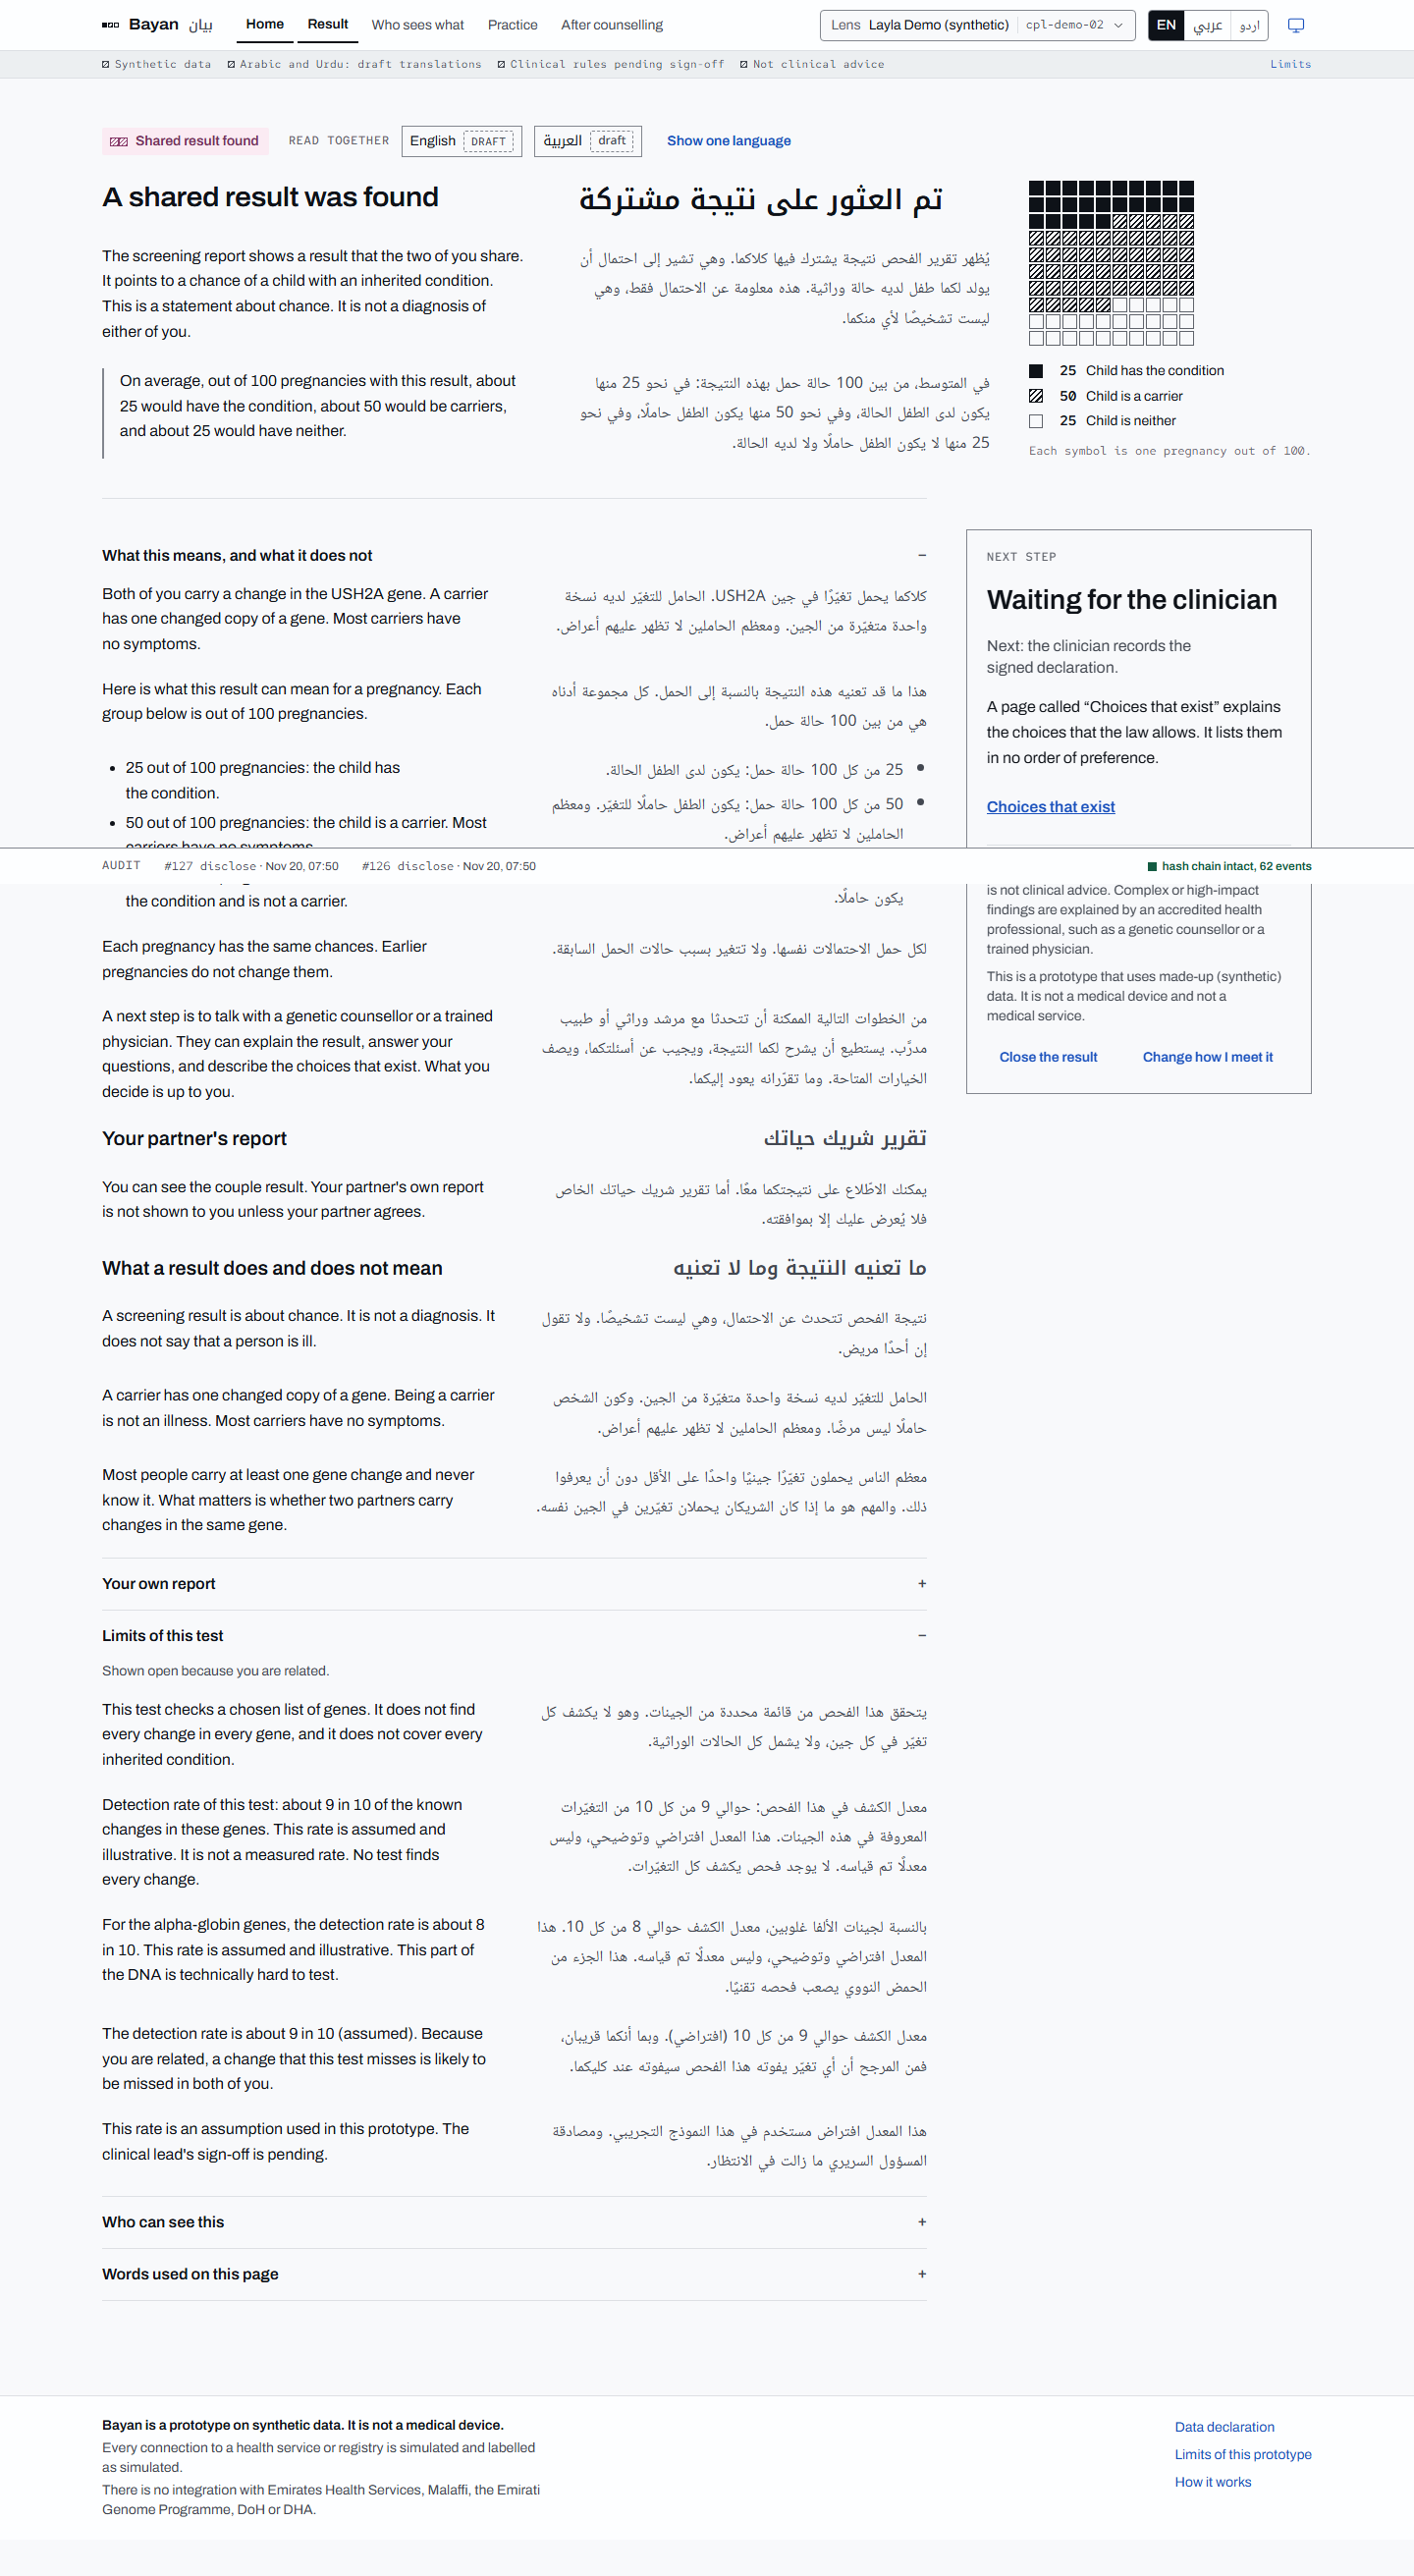 Bayan بيان Home Result Who sees what Practice After counselling Lens Layla Demo (synthetic) cpl-demo-02 EN عربي اردو
Synthetic data Arabic and Urdu: draft translations Clinical rules pending sign-off Not clinical advice Limits
Shared result found READ TOGETHER English DRAFT العربية draft Show one language
A shared result was found
The screening report shows a result that the two of you share.
It points to a chance of a child with an inherited condition.
This is a statement about chance. It is not a diagnosis of
either of you.
On average, out of 100 pregnancies with this result, about
25 would have the condition, about 50 would be carriers,
and about 25 would have neither.
تم العثور على نتيجة مشتركة
يُظهر تقرير الفحص نتيجة يشترك فيها كلاكما. وهي تشير إلى احتمال أن
يولد لكما طفل لديه حالة وراثية. هذه معلومة عن الاحتمال فقط، وهي
ليست تشخيصًا لأي منكما.
في المتوسط، من بين 100 حالة حمل بهذه النتيجة: في نحو 25 منها
يكون لدى الطفل الحالة، وفي نحو 50 منها يكون الطفل حاملًا، وفي نحو
25 منها لا يكون الطفل حاملًا ولا لديه الحالة.
25 Child has the condition
50 Child is a carrier
25 Child is neither
Each symbol is one pregnancy out of 100.
What this means, and what it does not −
Both of you carry a change in the USH2A gene. A carrier
has one changed copy of a gene. Most carriers have
no symptoms.
كلاكما يحمل تغيّرًا في جين USH2A. الحامل للتغيّر لديه نسخة
واحدة متغيّرة من الجين. ومعظم الحاملين لا تظهر عليهم أعراض.
Here is what this result can mean for a pregnancy. Each
group below is out of 100 pregnancies.
هذا ما قد تعنيه هذه النتيجة بالنسبة إلى الحمل. كل مجموعة أدناه
هي من بين 100 حالة حمل.
• 25 out of 100 pregnancies: the child has
the condition.
• 50 out of 100 pregnancies: the child is a carrier. Most
carriers have no symptoms.
• 25 من كل 100 حالة حمل: يكون لدى الطفل الحالة.
• 50 من كل 100 حالة حمل: يكون الطفل حاملًا للتغيّر. ومعظم
الحاملين لا تظهر عليهم أعراض.
NEXT STEP
Waiting for the clinician
Next: the clinician records the
signed declaration.
A page called “Choices that exist” explains
the choices that the law allows. It lists them
in no order of preference.
Choices that exist
AUDIT #127 disclose · Nov 20, 07:50 #126 disclose · Nov 20, 07:50 hash chain intact, 62 events
the condition and is not a carrier.
يكون حاملًا.
is not clinical advice. Complex or high-impact
findings are explained by an accredited health
professional, such as a genetic counsellor or a
trained physician.
This is a prototype that uses made-up (synthetic)
data. It is not a medical device and not a
medical service.
Close the result Change how I meet it
Each pregnancy has the same chances. Earlier
pregnancies do not change them.
لكل حمل الاحتمالات نفسها. ولا تتغير بسبب حالات الحمل السابقة.
A next step is to talk with a genetic counsellor or a trained
physician. They can explain the result, answer your
questions, and describe the choices that exist. What you
decide is up to you.
من الخطوات التالية الممكنة أن تتحدثا مع مرشد وراثي أو طبيب
مدرَّب. يستطيع أن يشرح لكما النتيجة، ويجيب عن أسئلتكما، ويصف
الخيارات المتاحة. وما تقرّرانه يعود إليكما.
Your partner's report
تقرير شريك حياتك
You can see the couple result. Your partner's own report
is not shown to you unless your partner agrees.
يمكنك الاطّلاع على نتيجتكما معًا. أما تقرير شريك حياتك الخاص
فلا يُعرض عليك إلا بموافقته.
What a result does and does not mean
ما تعنيه النتيجة وما لا تعنيه
A screening result is about chance. It is not a diagnosis. It
does not say that a person is ill.
نتيجة الفحص تتحدث عن الاحتمال، وهي ليست تشخيصًا. ولا تقول
إن أحدًا مريض.
A carrier has one changed copy of a gene. Being a carrier
is not an illness. Most carriers have no symptoms.
الحامل للتغيّر لديه نسخة واحدة متغيّرة من الجين. وكون الشخص
حاملًا ليس مرضًا. ومعظم الحاملين لا تظهر عليهم أعراض.
Most people carry at least one gene change and never
know it. What matters is whether two partners carry
changes in the same gene.
معظم الناس يحملون تغيّرًا جينيًا واحدًا على الأقل دون أن يعرفوا
ذلك. والمهم هو ما إذا كان الشريكان يحملان تغيّرين في الجين نفسه.
Your own report +
Limits of this test −
Shown open because you are related.
This test checks a chosen list of genes. It does not find
every change in every gene, and it does not cover every
inherited condition.
يتحقق هذا الفحص من قائمة محددة من الجينات. وهو لا يكشف كل
تغيّر في كل جين، ولا يشمل كل الحالات الوراثية.
Detection rate of this test: about 9 in 10 of the known
changes in these genes. This rate is assumed and
illustrative. It is not a measured rate. No test finds
every change.
معدل الكشف في هذا الفحص: حوالي 9 من كل 10 من التغيّرات
المعروفة في هذه الجينات. هذا المعدل افتراضي وتوضيحي، وليس
معدلًا تم قياسه. لا يوجد فحص يكشف كل التغيّرات.
For the alpha-globin genes, the detection rate is about 8
in 10. This rate is assumed and illustrative. This part of
the DNA is technically hard to test.
بالنسبة لجينات الألفا غلوبين، معدل الكشف حوالي 8 من كل 10. هذا
المعدل افتراضي وتوضيحي، وليس معدلًا تم قياسه. هذا الجزء من
الحمض النووي يصعب فحصه تقنيًا.
The detection rate is about 9 in 10 (assumed). Because
you are related, a change that this test misses is likely to
be missed in both of you.
معدل الكشف حوالي 9 من كل 10 (افتراضي). وبما أنكما قريبان،
فمن المرجح أن أي تغيّر يفوته هذا الفحص سيفوته عند كليكما.
This rate is an assumption used in this prototype. The
clinical lead's sign-off is pending.
هذا المعدل افتراض مستخدم في هذا النموذج التجريبي. ومصادقة
المسؤول السريري ما زالت في الانتظار.
Who can see this +
Words used on this page +
Bayan is a prototype on synthetic data. It is not a medical device.
Every connection to a health service or registry is simulated and labelled
as simulated.
There is no integration with Emirates Health Services, Malaffi, the Emirati
Genome Programme, DoH or DHA.
Data declaration
Limits of this prototype
How it works